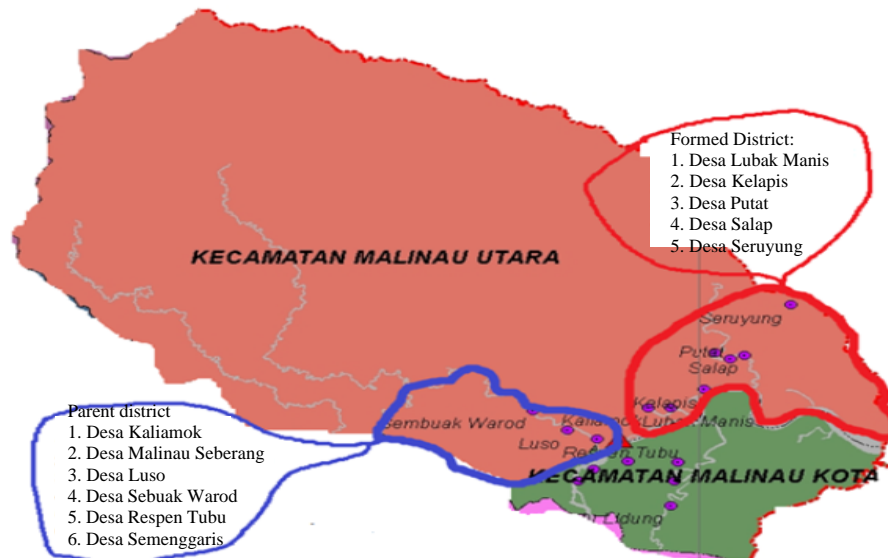 Formed District:
1. Desa Lubak Manis
2. Desa Kelapis
3. Desa Putat
4. Desa Salap
5. Desa Seruyung
KECAMATAN MALINAU UTARA
Seruyung
Putat
Salap
Kelapis
Sembuak Warod
Kaliamok
Lubak Manis
Luso
Respen Tubu
KECAMATAN MALINAU KOTA
Lidung
Parent district
1. Desa Kaliamok
2. Desa Malinau Seberang
3. Desa Luso
4. Desa Sebuak Warod
5. Desa Respen Tubu
6. Desa Semenggaris